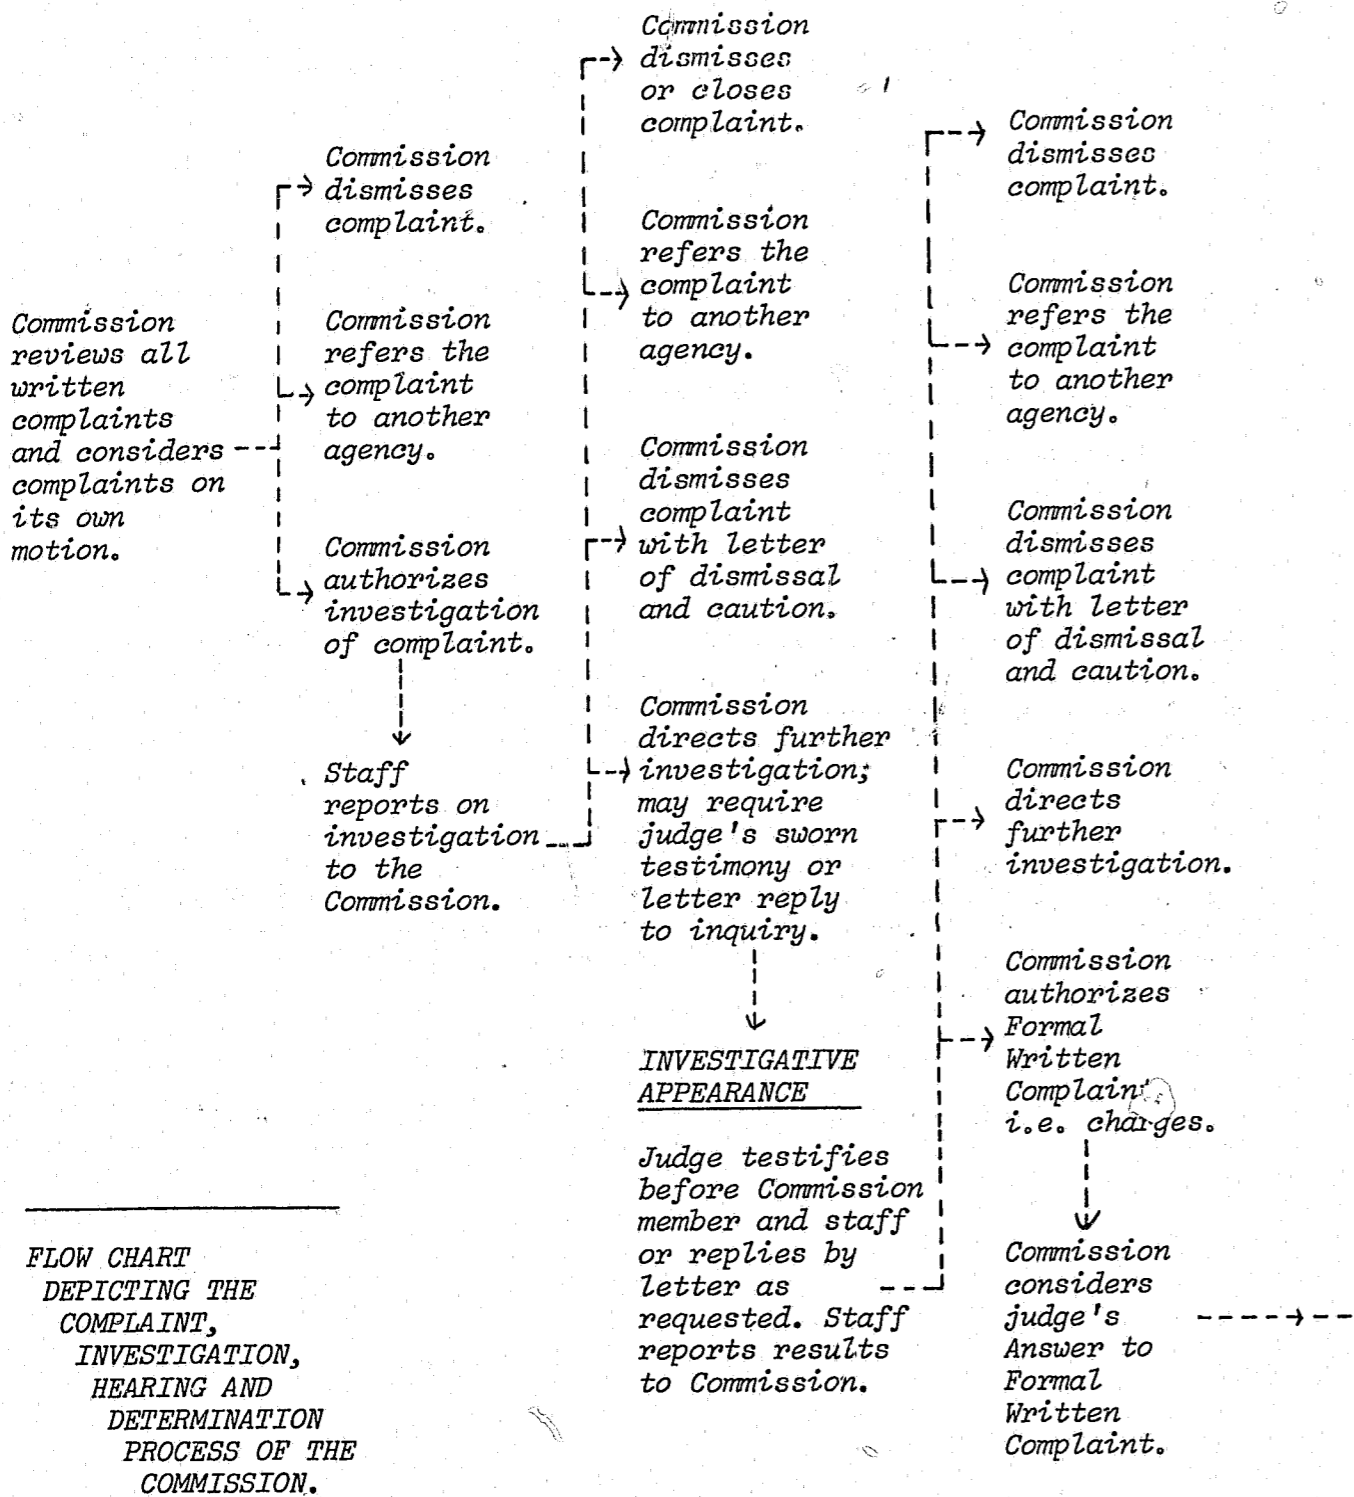 Commission
reviews all
written
complaints
and considers
complaints on
its own
motion.
Commission
dismisses
complaint.
Commission
refers the
complaint
to another
agency.
Commission
authorizes
investigation
of complaint.
Staff
reports on
investigation
to the
Commission.
Commission
dismisses
or closes
complaint.
Commission
refers the
complaint
to another
agency.
Commission
dismisses
complaint
with letter
of dismissal
and caution.
Commission
directs further
investigation;
may require
judge's sworn
testimony or
letter reply
to inquiry.
INVESTIGATIVE
APPEARANCE
Judge testifies
before Commission
member and staff
or replies by
letter as
requested. Staff
reports results
to Commission.
Commission
dismisses
complaint.
Commission
refers the
complaint
to another
agency.
Commission
dismisses
complaint
with letter
of dismissal
and caution.
Commission
directs
further
investigation.
Commission
authorizes
Formal
Written
Complaint
i.e. charges.
Commission
considers
judge's
Answer to
Formal
Written
Complaint.
FLOW CHART
DEPICTING THE
COMPLAINT,
INVESTIGATION,
HEARING AND
DETERMINATION
PROCESS OF THE
COMMISSION.